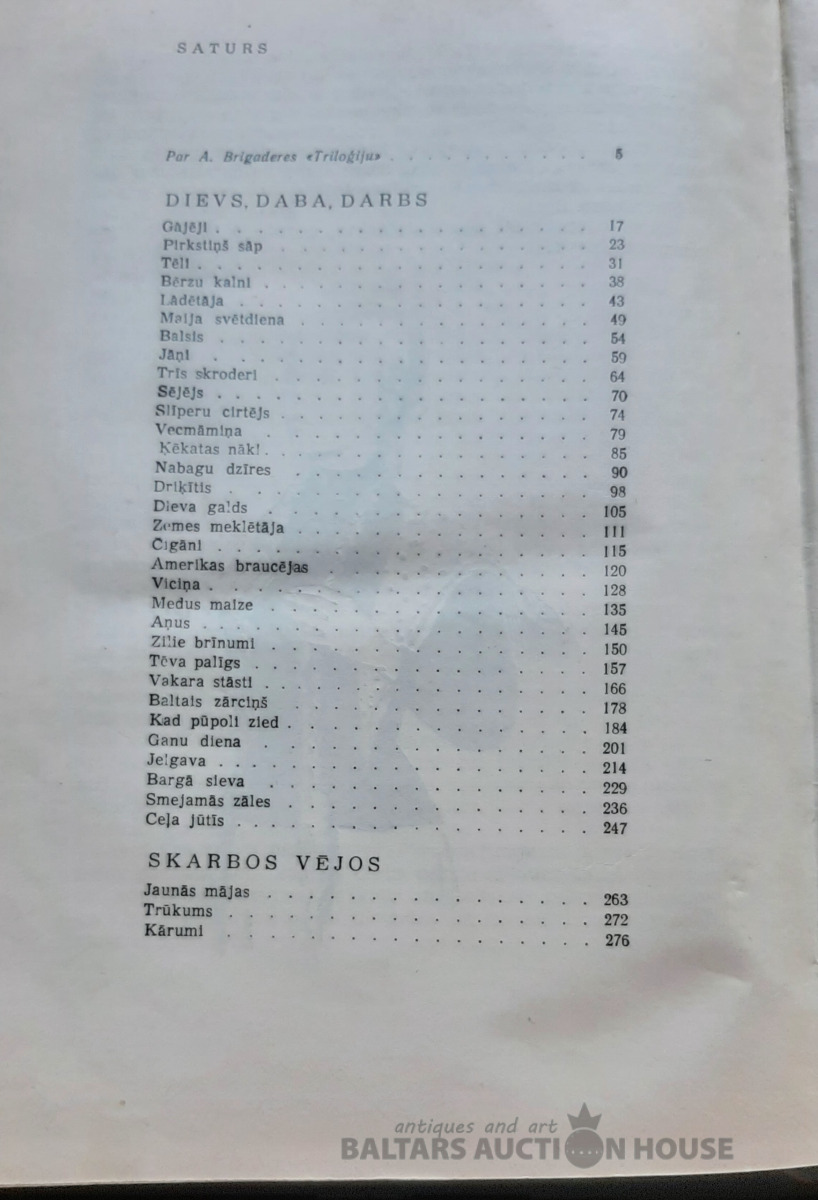 SATURS
Par A. Brigaderes «Triloģiju» . . . . . . . . . . . 5
DIEVS, DABA, DARBS
Gājēji . . . . . . . . . . . . . . . . 17
Pirkstiņš sāp . . . . . . . . . . . . . . 23
Teļi . . . . . . . . . . . . . . . . . 31
Bērzu kalni . . . . . . . . . . . . . . 38
Lādētāja . . . . . . . . . . . . . . . 43
Maija svētdiena . . . . . . . . . . . . . 49
Balsis . . . . . . . . . . . . . . . . 54
Jāņi . . . . . . . . . . . . . . . . 59
Trīs skroderi . . . . . . . . . . . . . . 64
Sējējs . . . . . . . . . . . . . . . . 70
Slīperu cirtējs . . . . . . . . . . . . . 74
Vecmāmiņa . . . . . . . . . . . . . . 79
Ķēkatas nāk! . . . . . . . . . . . . . . 85
Nabagu dzīres . . . . . . . . . . . . . 90
Driķītis . . . . . . . . . . . . . . . 98
Dieva galds . . . . . . . . . . . . . . 105
Zemes meklētāja . . . . . . . . . . . . . 111
Cigāni . . . . . . . . . . . . . . . . 115
Amerikas braucējas . . . . . . . . . . . . 120
Viciņa . . . . . . . . . . . . . . . . 128
Medus maize . . . . . . . . . . . . . . 135
Aņus . . . . . . . . . . . . . . . . 145
Zilie brīnumi . . . . . . . . . . . . . . 150
Tēva palīgs . . . . . . . . . . . . . . 157
Vakara stāsti . . . . . . . . . . . . . . 166
Baltais zārciņš . . . . . . . . . . . . . 178
Kad pūpoli zied . . . . . . . . . . . . . 184
Ganu diena . . . . . . . . . . . . . . 201
Jelgava . . . . . . . . . . . . . . . . 214
Bargā sieva . . . . . . . . . . . . . . 229
Smejamās zāles . . . . . . . . . . . . . 236
Ceļa jūtīs . . . . . . . . . . . . . . . 247
SKARBOS VĒJOS
Jaunās mājas . . . . . . . . . . . . . . 263
Trūkums . . . . . . . . . . . . . . . 272
Kārumi . . . . . . . . . . . . . . . 276
antiques and art
BALTARS AUCTION HOUSE